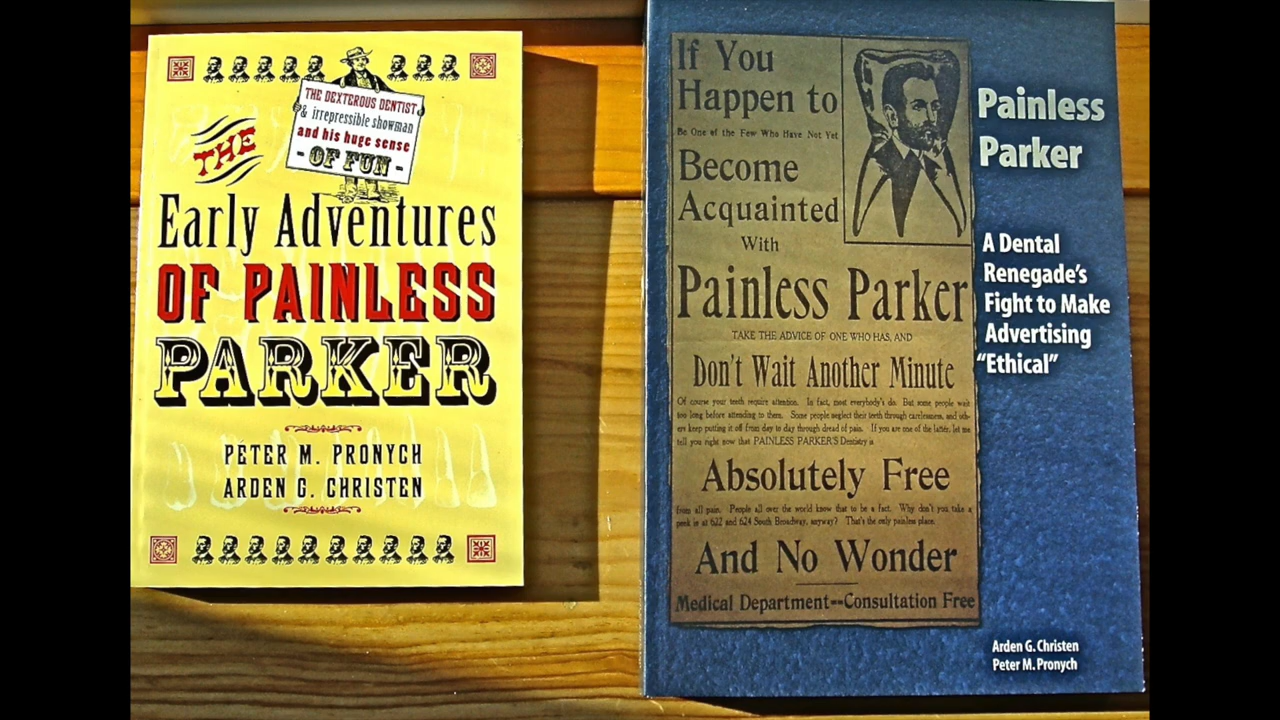 THE DEXTEROUS DENTIST
& irrepressible showman
and his huge sense
- OF FUN -
THE
Early Adventures
OF PAINLESS
PARKER
PETER M. PRONYCH
ARDEN G. CHRISTEN
If You
Happen to
Be One of the Few Who Have Not Yet
Become
Acquainted
With
Painless Parker
TAKE THE ADVICE OF ONE WHO HAS, AND
Don't Wait Another Minute
Of course your teeth require attention. In fact, most everybody's do. But some people wait
too long before attending to them. Some people neglect their teeth through carelessness, and oth-
ers keep putting it off from day to day through dread of pain. If you are one of the latter, let me
tell you right now that PAINLESS PARKER'S Dentistry is
Absolutely Free
from all pain. People all over the world know that to be a fact. Why don't you take a
peek in at 612 and 624 South Broadway, anyway? That's the only painless place.
And No Wonder
Medical Department--Consultation Free
Painless
Parker
A Dental
Renegade's
Fight to Make
Advertising
"Ethical"
Arden G. Christen
Peter M. Pronych